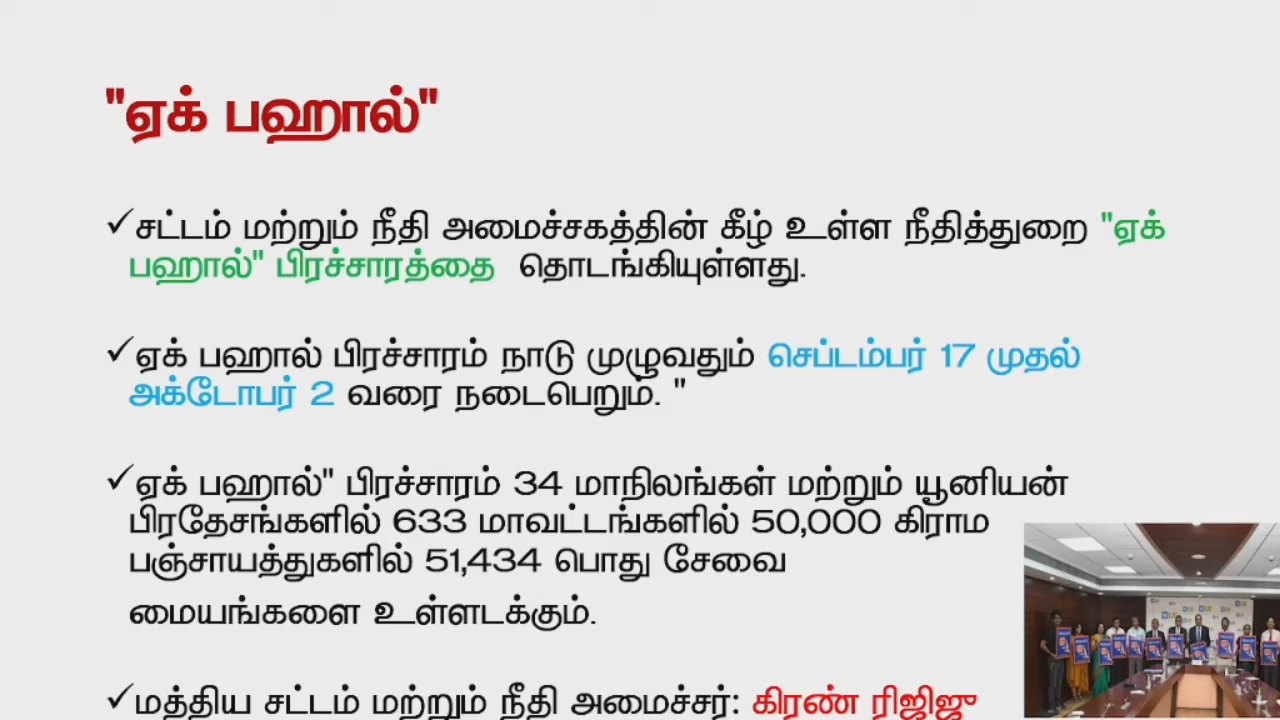 "ஏக் பஹால்"
✓சட்டம் மற்றும் நீதி அமைச்சகத்தின் கீழ் உள்ள நீதித்துறை "ஏக்
பஹால்" பிரச்சாரத்தை தொடங்கியுள்ளது.
✓ஏக் பஹால் பிரச்சாரம் நாடு முழுவதும் செப்டம்பர் 17 முதல்
அக்டோபர் 2 வரை நடைபெறும். "
✓ஏக் பஹால்" பிரச்சாரம் 34 மாநிலங்கள் மற்றும் யூனியன்
பிரதேசங்களில் 633 மாவட்டங்களில் 50,000 கிராம
பஞ்சாயத்துகளில் 51,434 பொது சேவை
மையங்களை உள்ளடக்கும்.
✓மத்திய சட்டம் மற்றும் நீதி அமைச்சர்: கிரண் ரிஜிஜு